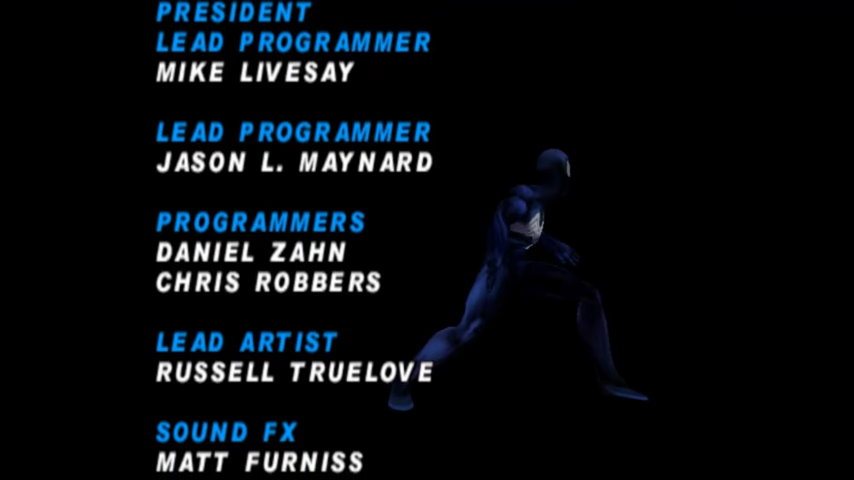 PRESIDENT
LEAD PROGRAMMER
MIKE LIVESAY
LEAD PROGRAMMER
JASON L. MAYNARD
PROGRAMMERS
DANIEL ZAHN
CHRIS ROBBERS
LEAD ARTIST
RUSSELL TRUELOVE
SOUND FX
MATT FURNISS